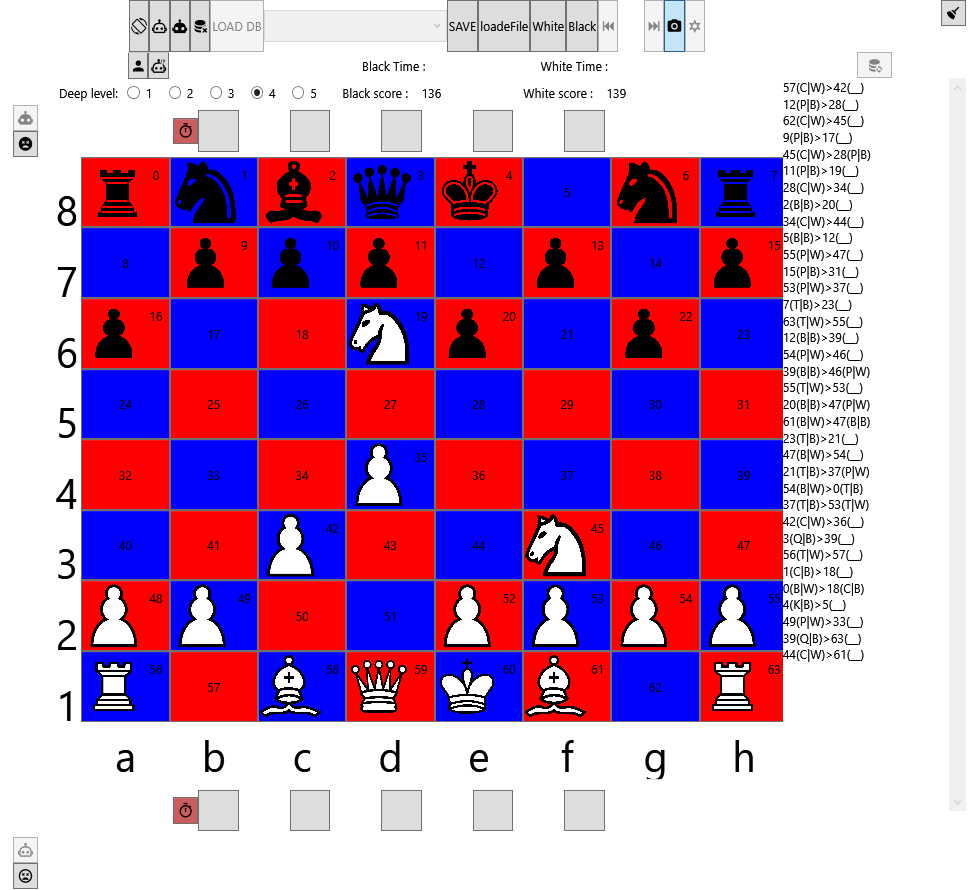 LOAD DB SAVE loadeFile White Black
Black Time : White Time :
Deep level: 1 2 3 4 5 Black score : 136 White score : 139
57(C|W)>42(__)
12(P|B)>28(__)
62(C|W)>45(__)
9(P|B)>17(__)
45(C|W)>28(P|B)
11(P|B)>19(__)
28(C|W)>34(__)
2(B|B)>20(__)
34(C|W)>44(__)
5(B|B)>12(__)
55(P|W)>47(__)
15(P|B)>31(__)
53(P|W)>37(__)
7(T|B)>23(__)
63(T|W)>55(__)
12(B|B)>39(__)
54(P|W)>46(__)
39(B|B)>46(P|W)
55(T|W)>53(__)
20(B|B)>47(P|W)
61(B|W)>47(B|B)
23(T|B)>21(__)
47(B|W)>54(__)
21(T|B)>37(P|W)
54(B|W)>0(T|B)
37(T|B)>53(T|W)
42(C|W)>36(__)
3(Q|B)>39(__)
56(T|W)>57(__)
1(C|B)>18(__)
0(B|W)>18(C|B)
4(K|B)>5(__)
49(P|W)>33(__)
39(Q|B)>63(__)
44(C|W)>61(__)
8 0 1 2 3 4 5 6 7
7 8 9 10 11 12 13 14 15
6 16 17 18 19 20 21 22 23
5 24 25 26 27 28 29 30 31
4 32 33 34 35 36 37 38 39
3 40 41 42 43 44 45 46 47
2 48 49 50 51 52 53 54 55
1 56 57 58 59 60 61 62 63
a b c d e f g h